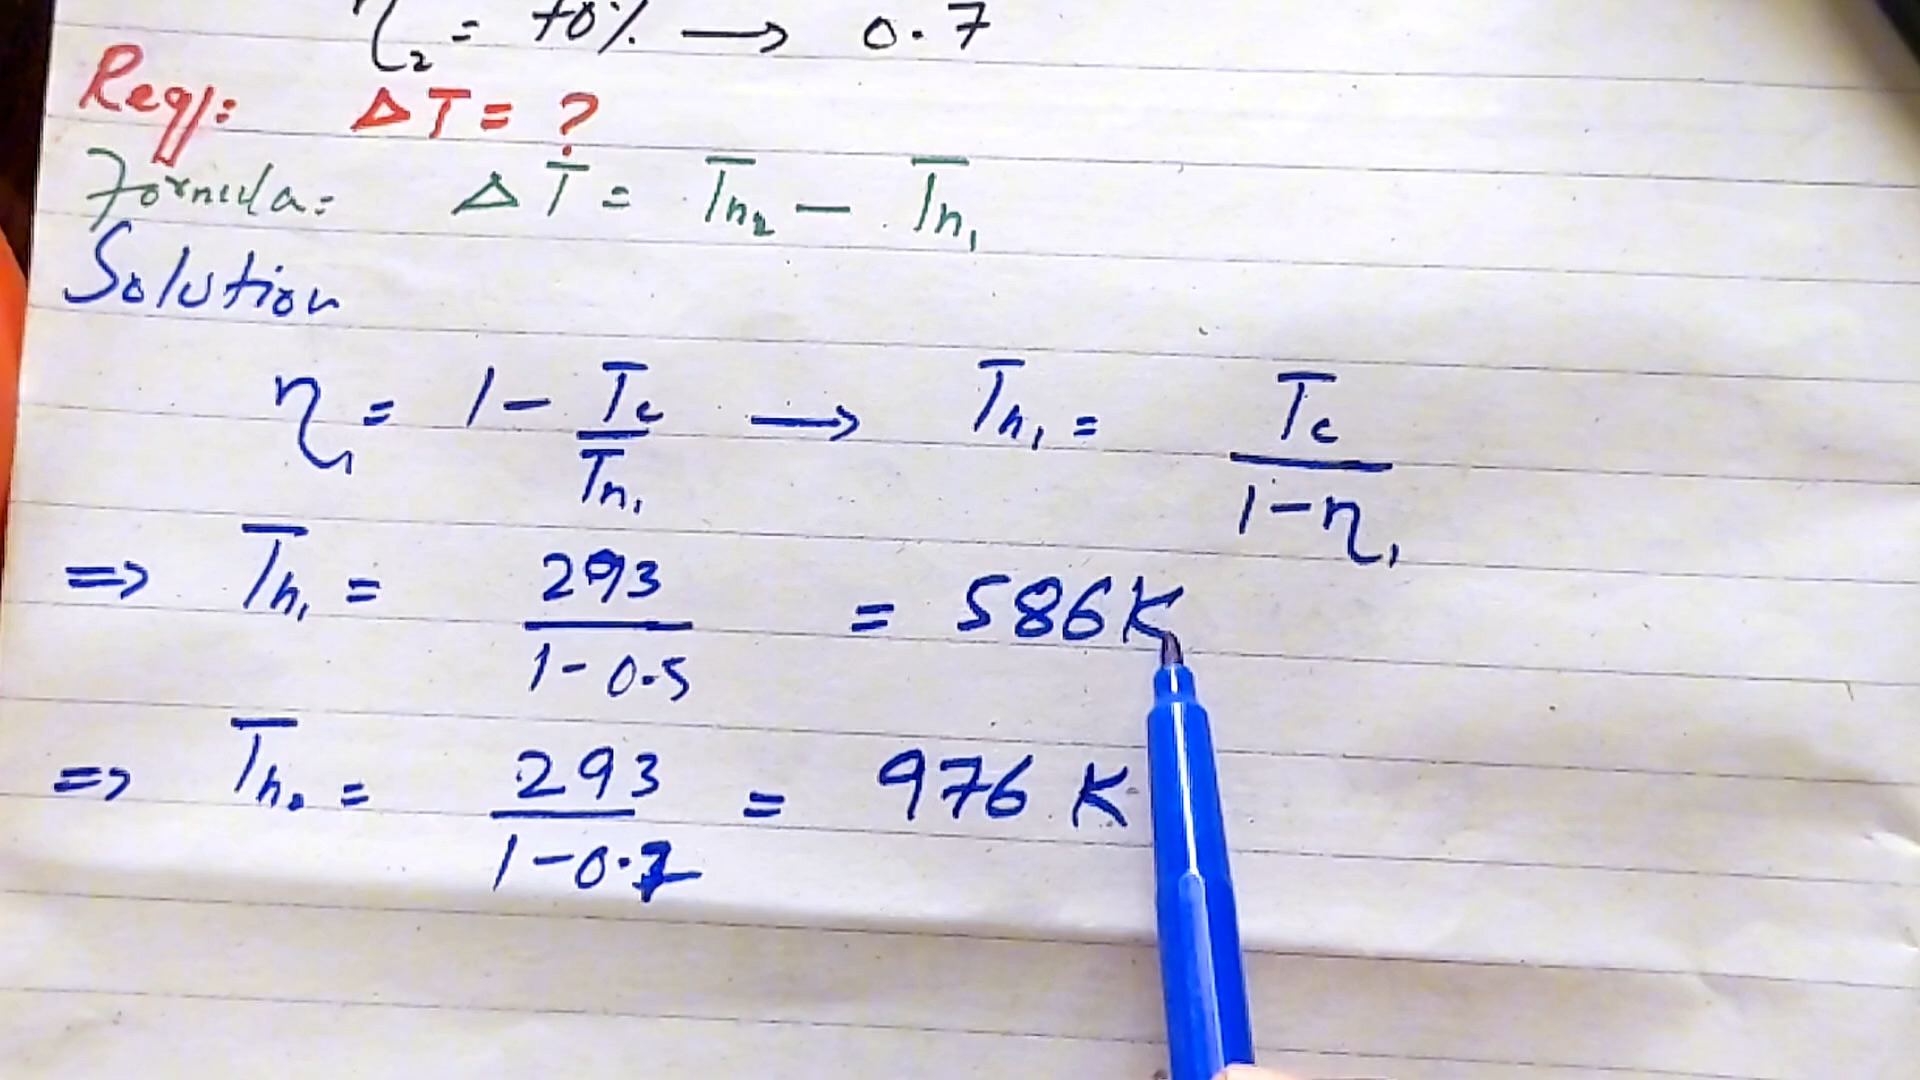 η₂ = 70% → 0.7
Req/: ΔT = ?
Formula: ΔT = Th₂ - Th₁
Solution
η₁ = 1 - Tc/Th₁ → Th₁ = Tc/1-η₁
⇒ Th₁ = 293/1-0.5 = 586K
⇒ Th₂ = 293/1-0.7 = 976 K